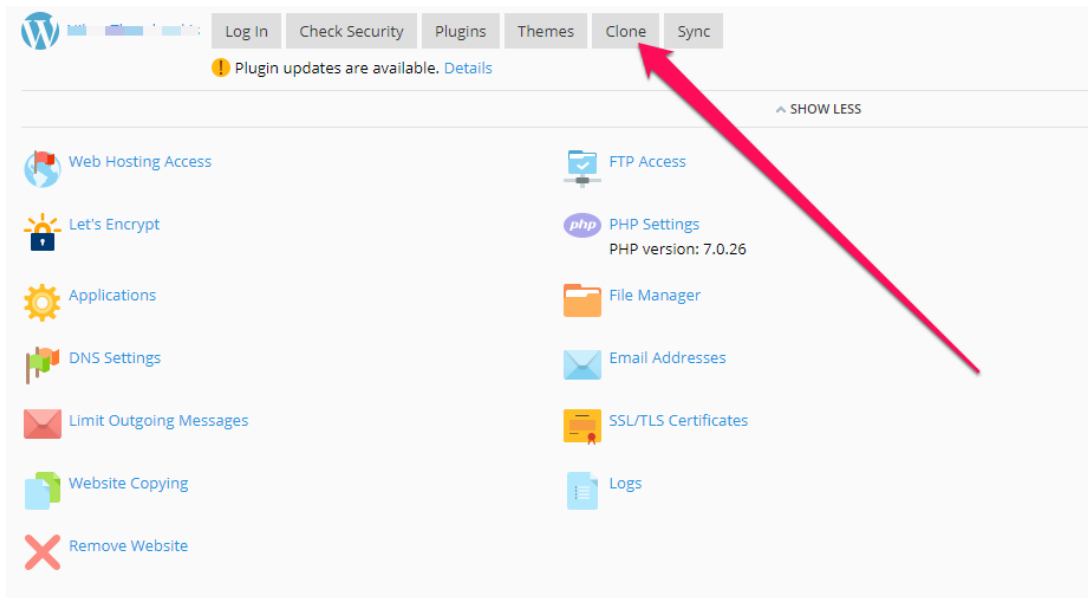 Log In Check Security Plugins Themes Clone Sync
Plugin updates are available. Details
SHOW LESS
Web Hosting Access
FTP Access
Let's Encrypt
php PHP Settings
PHP version: 7.0.26
Applications
File Manager
DNS Settings
Email Addresses
Limit Outgoing Messages
SSL/TLS Certificates
Website Copying
Logs
Remove Website